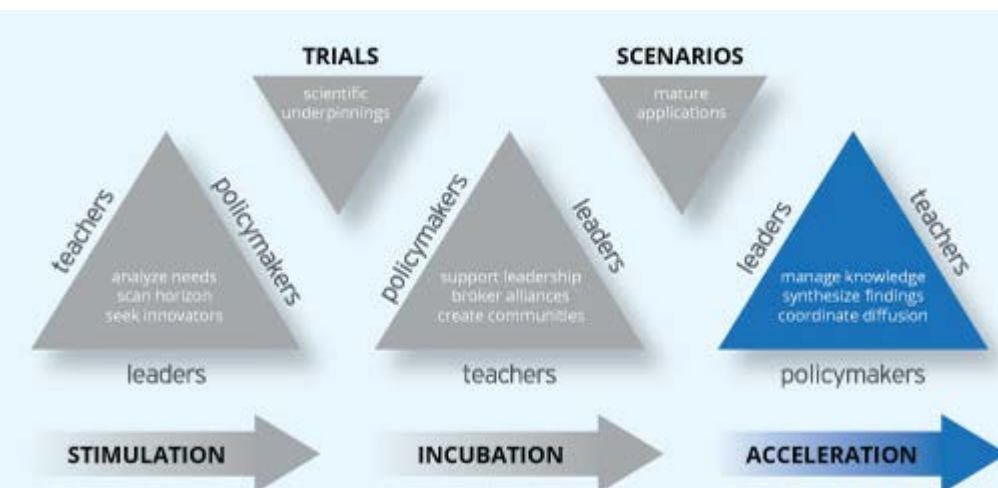 TRIALS
scientific
underpinnings
SCENARIOS
mature
applications
teachers
policymakers
analyze needs
scan horizon
seek innovators
leaders
policymakers
leaders
support leadership
broker alliances
create communities
teachers
leaders
teachers
manage knowledge
synthesize findings
coordinate diffusion
policymakers
STIMULATION
INCUBATION
ACCELERATION